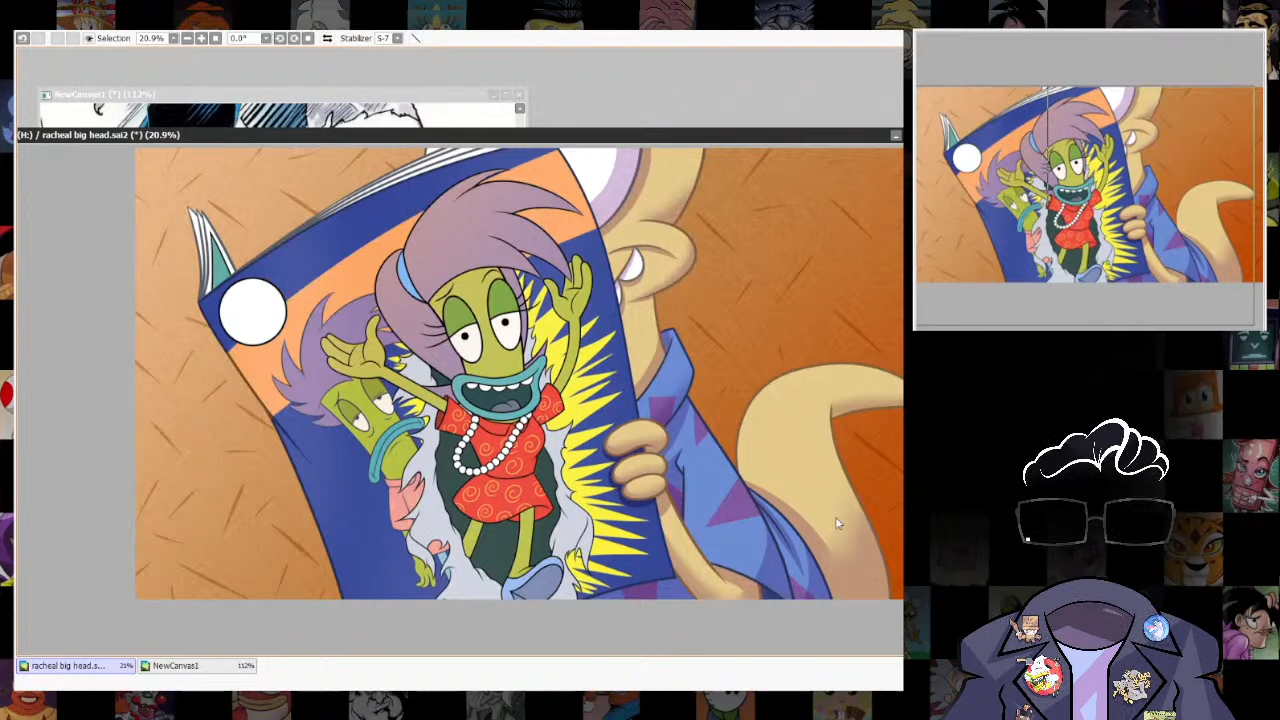 Selection 20.9% 0.0° Stabilizer S-7
NewCanvas1 (*) (112%)
(H:) / racheal big head.sai2 (*) (20.9%)
racheal big head.s... 21% NewCanvas1 112%